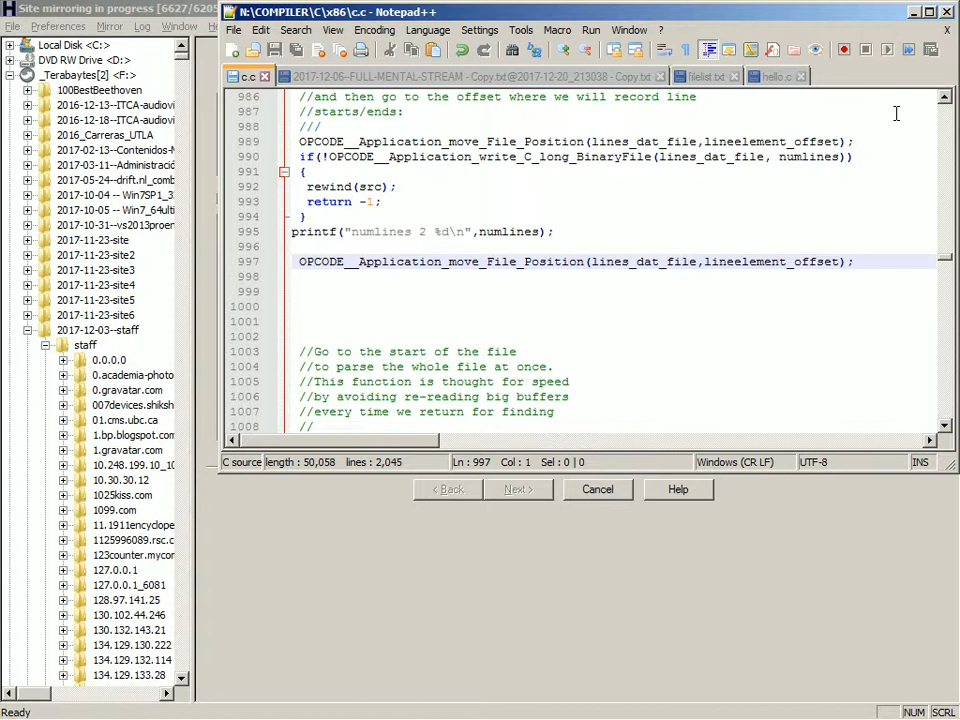 Site mirroring in progress [6627/6205
File Preferences Mirror Log Window
Local Disk <C:>
DVD RW Drive <D:>
_Terabytes[2] <F:>
100BestBeethoven
2016-12-13--ITCA-audiovi
2016-12-18--ITCA-audiovi
2016_Carreras_UTLA
2017-02-13--Contenidos-M
2017-03-11--Administració
2017-05-24--drift.nl_comb
2017-10-04 -- Win7SP1_3
2017-10-05 -- Win7_64ulti
2017-10-31--vs2013proen
2017-11-23-site
2017-11-23-site2
2017-11-23-site3
2017-11-23-site4
2017-11-23-site5
2017-11-23-site6
2017-12-03--staff
staff
0.0.0.0
0.academia-photo
0.gravatar.com
007devices.shiksh
01.cms.ubc.ca
1.bp.blogspot.com
1.gravatar.com
10.248.199.10_10
10.30.30.12
1025kiss.com
1099.com
11.1911encyclope
1125996089.rsc.c
123counter.mycom
127.0.0.1
127.0.0.1_6081
128.97.141.25
130.102.44.246
130.132.143.21
134.129.130.222
134.129.132.114
134.129.133.28
Ready
N:\COMPILER\C\x86\c.c - Notepad++
File Edit Search View Encoding Language Settings Tools Macro Run Window ? X
c.c 2017-12-06--FULL-MENTAL-STREAM - Copy.txt@2017-12-20_213038 - Copy.txt filelist.txt hello.c
986 //and then go to the offset where we will record line
987 //starts/ends:
988 ///
989 OPCODE__Application_move_File_Position(lines_dat_file,lineelement_offset);
990 if(!OPCODE__Application_write_C_long_BinaryFile(lines_dat_file, numlines))
991 {
992 rewind(src);
993 return -1;
994 }
995 printf("numlines 2 %d\n",numlines);
996
997 OPCODE__Application_move_File_Position(lines_dat_file,lineelement_offset);
998
999
1000
1001
1002
1003 //Go to the start of the file
1004 //to parse the whole file at once.
1005 //This function is thought for speed
1006 //by avoiding re-reading big buffers
1007 //every time we return for finding
1008 //
C source length : 50,058 lines : 2,045 Ln : 997 Col : 1 Sel : 0 | 0 Windows (CR LF) UTF-8 INS
< Back Next > Cancel Help
NUM SCRL